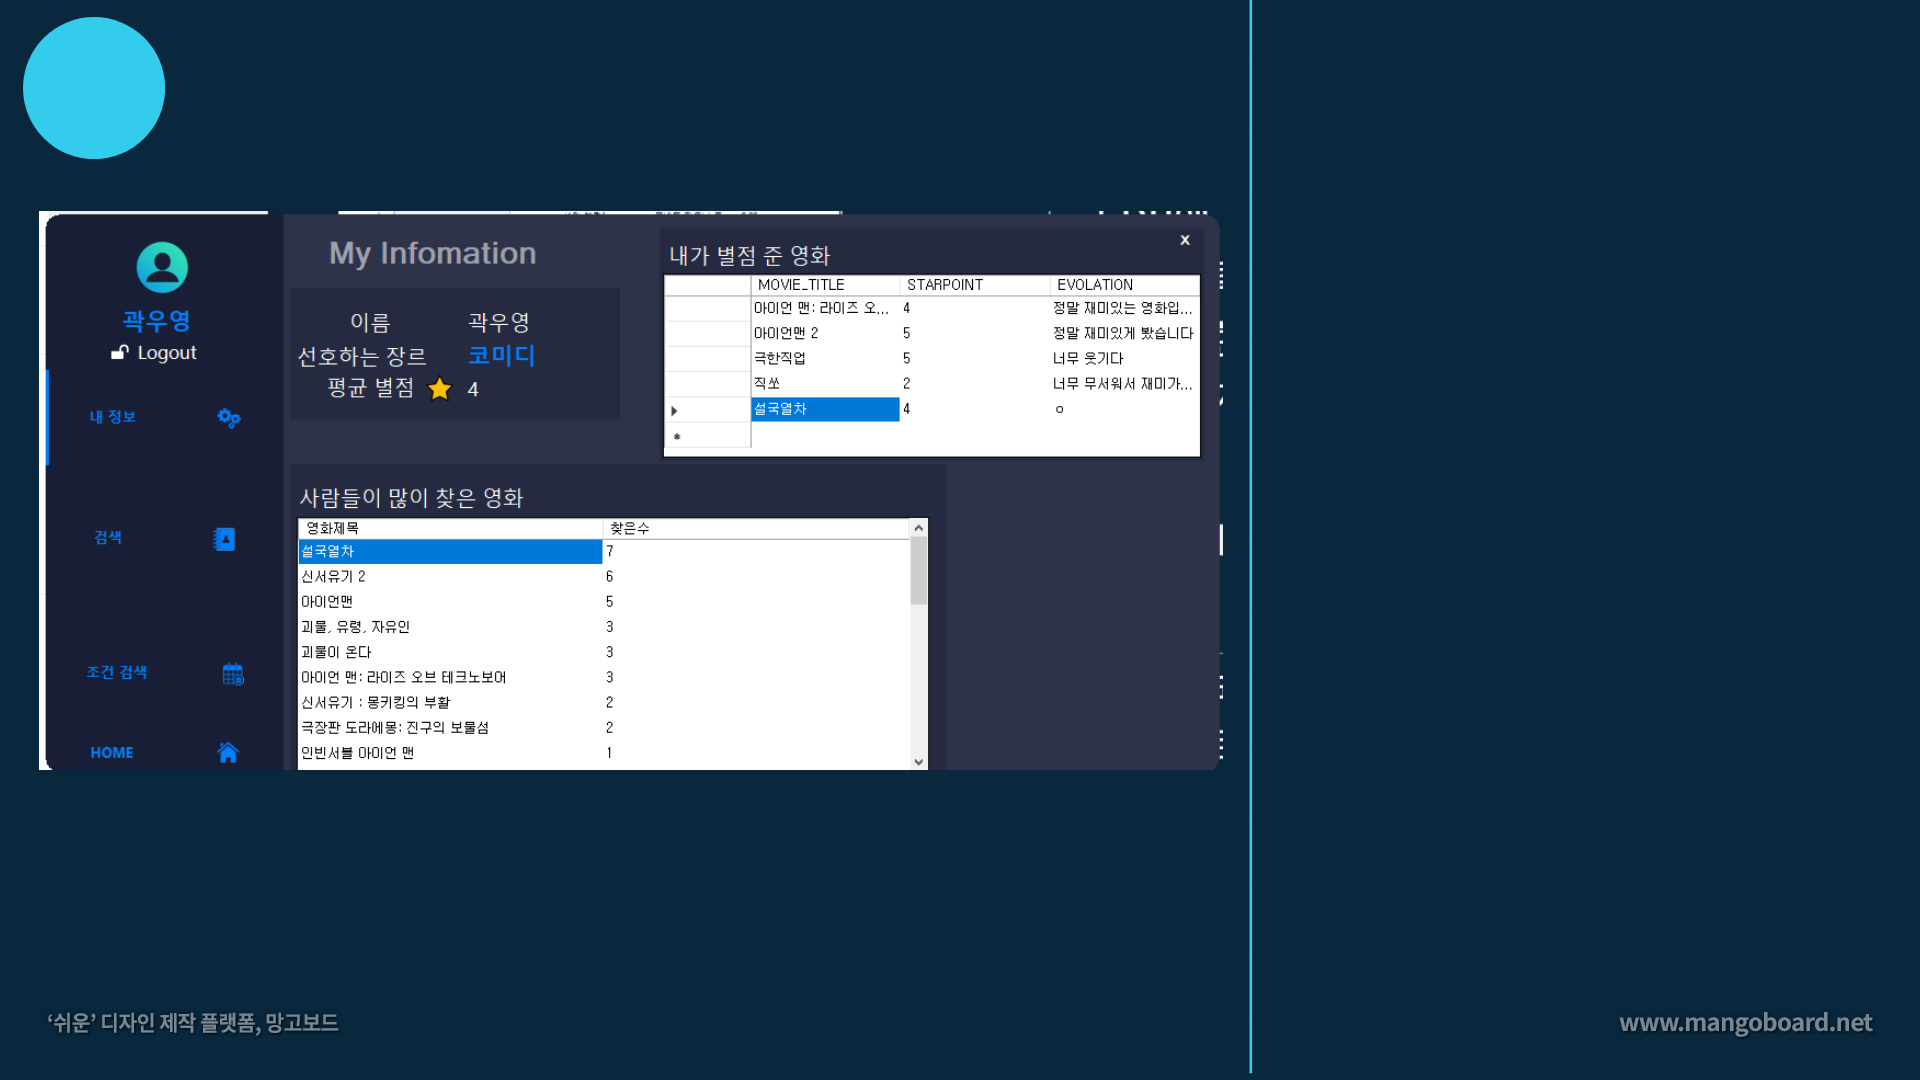 곽우영
Logout
내 정보
검색
조건 검색
HOME
My Infomation
이름 곽우영
선호하는 장르 코미디
평균 별점 4
내가 별점 준 영화
x
MOVIE_TITLE STARPOINT EVOLATION
아이언 맨: 라이즈 오... 4 정말 재미있는 영화입...
아이언맨 2 5 정말 재미있게 봤습니다
극한직업 5 너무 웃기다
직쏘 2 너무 무서워서 재미가...
설국열차 4 ㅇ
사람들이 많이 찾은 영화
영화제목 찾은수
설국열차 7
신서유기 2 6
아이언맨 5
괴물, 유령, 자유인 3
괴물이 온다 3
아이언 맨: 라이즈 오브 테크노보어 3
신서유기 : 몽키킹의 부활 2
극장판 도라에몽: 진구의 보물섬 2
인빈서블 아이언 맨 1
‘쉬운’ 디자인 제작 플랫폼, 망고보드
www.mangoboard.net